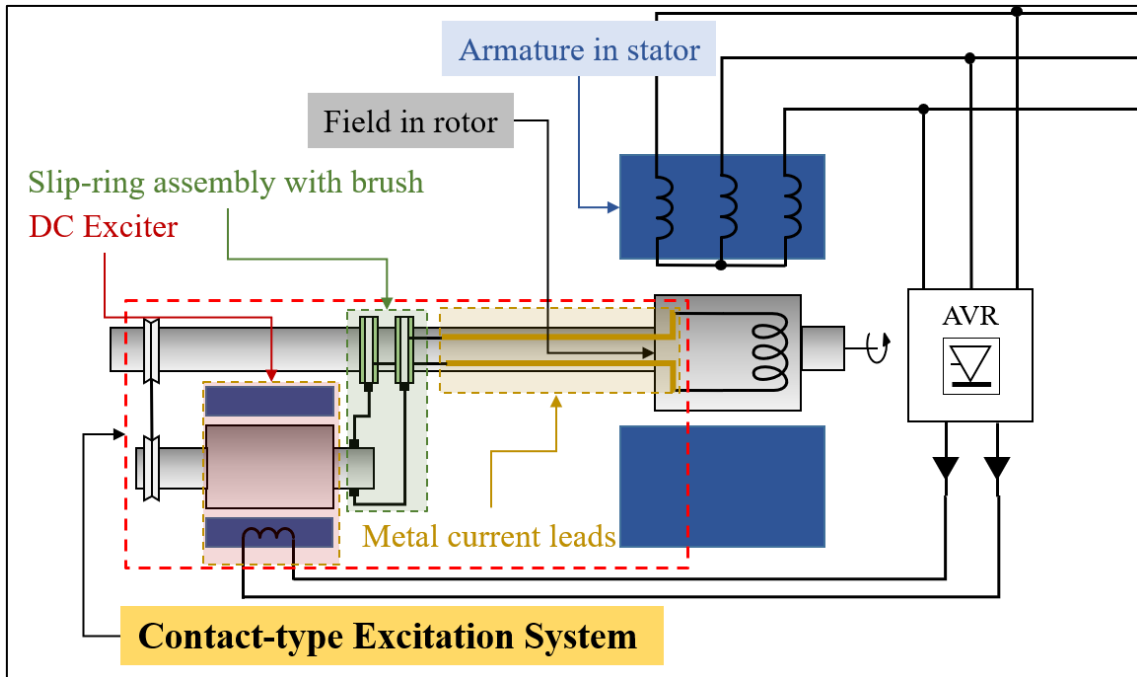 Armature in stator
Field in rotor
Slip-ring assembly with brush
DC Exciter
AVR
Metal current leads
Contact-type Excitation System